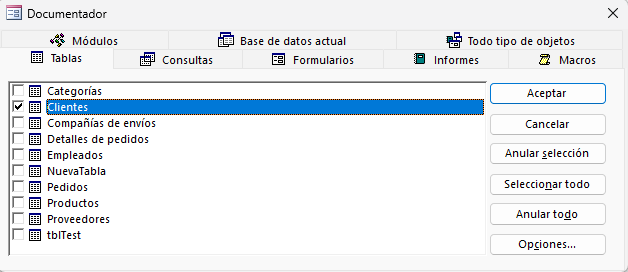 Documentador
Módulos
Base de datos actual
Todo tipo de objetos
Tablas
Consultas
Formularios
Informes
Macros
Categorías
Clientes
Compañías de envíos
Detalles de pedidos
Empleados
NuevaTabla
Pedidos
Productos
Proveedores
tblTest
Aceptar
Cancelar
Anular selección
Seleccionar todo
Anular todo
Opciones...